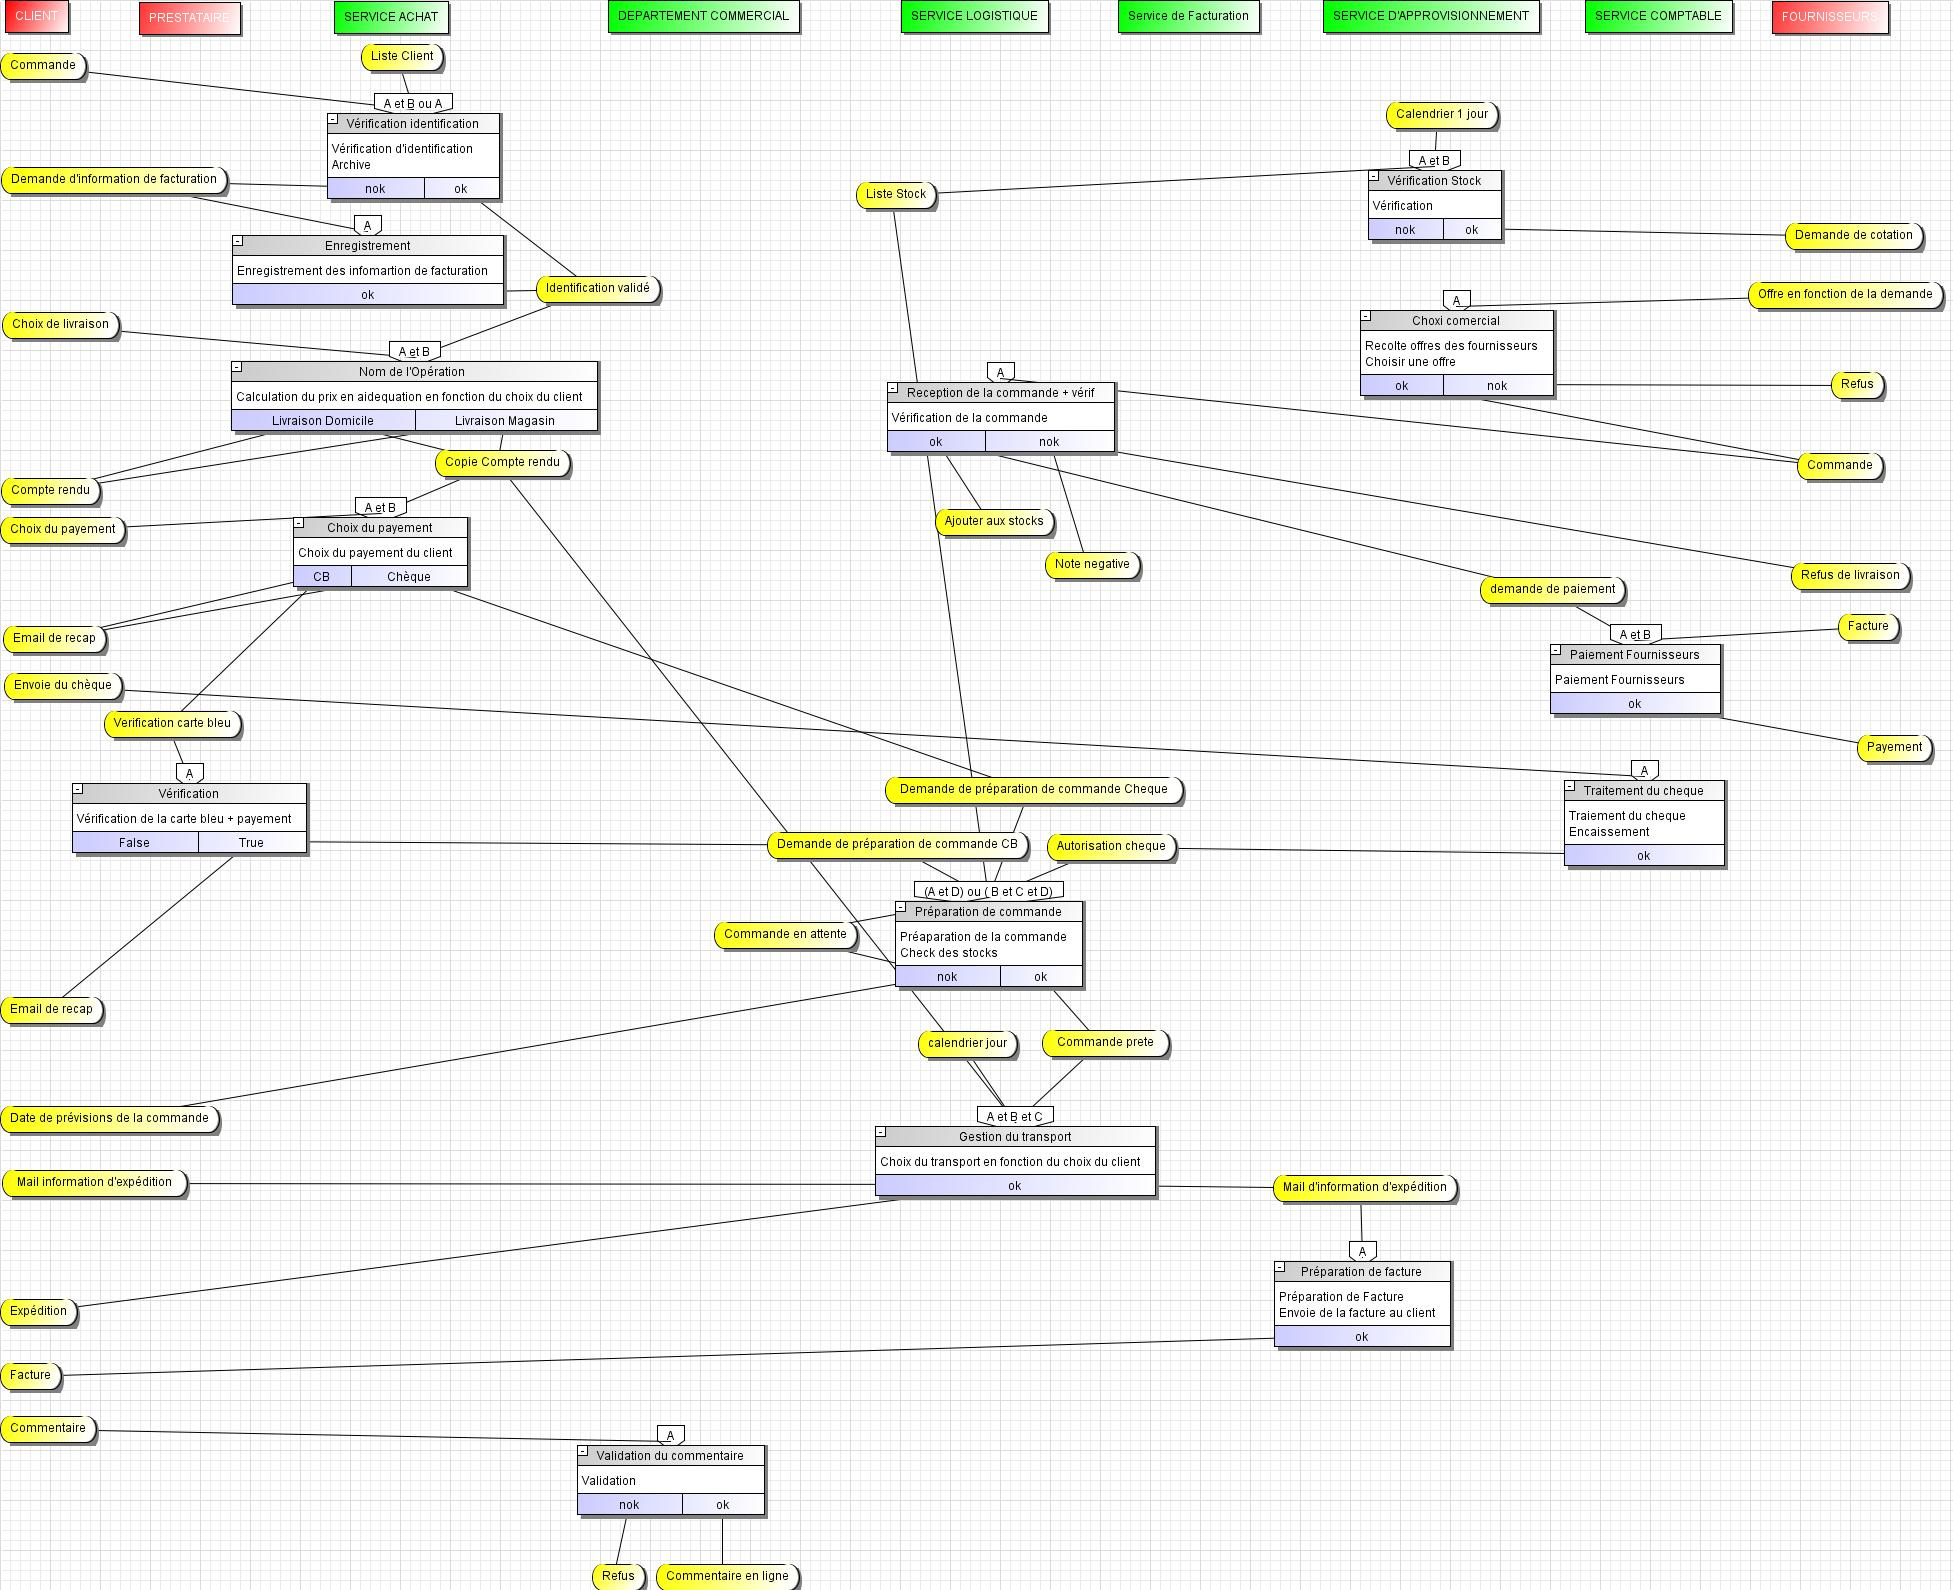 CLIENT
PRESTATAIRE
SERVICE ACHAT
DEPARTEMENT COMMERCIAL
SERVICE LOGISTIQUE
Service de Facturation
SERVICE D'APPROVISIONNEMENT
SERVICE COMPTABLE
FOURNISSEURS
Commande
Liste Client
A et B ou A
Vérification identification
Vérification d'identification
Archive
nok
ok
Demande d'information de facturation
A
Enregistrement
Enregistrement des infomartion de facturation
ok
Identification validé
Choix de livraison
A et B
Nom de l'Opération
Calculation du prix en aidequation en fonction du choix du client
Livraison Domicile
Livraison Magasin
Copie Compte rendu
Compte rendu
Choix du payement
A et B
Choix du payement
Choix du payement du client
CB
Chèque
Email de recap
Envoie du chèque
Verification carte bleu
A
Vérification
Vérification de la carte bleu + payement
False
True
Email de recap
Calendrier 1 jour
A et B
Vérification Stock
Vérification
nok
ok
Liste Stock
Demande de cotation
Offre en fonction de la demande
A
Choxi comercial
Recolte offres des fournisseurs
Choisir une offre
ok
nok
Refus
Commande
A
Reception de la commande + vérif
Vérification de la commande
ok
nok
Ajouter aux stocks
Note negative
Refus de livraison
demande de paiement
Facture
A et B
Paiement Fournisseurs
Paiement Fournisseurs
ok
Payement
A
Traitement du cheque
Traiement du cheque
Encaissement
ok
Demande de préparation de commande Cheque
Demande de préparation de commande CB
Autorisation cheque
(A et D) ou ( B et C et D)
Préparation de commande
Préaparation de la commande
Check des stocks
nok
ok
Commande en attente
calendrier jour
Commande prete
Date de prévisions de la commande
A et B et C
Gestion du transport
Choix du transport en fonction du choix du client
ok
Mail information d'expédition
Mail d'information d'expédition
A
Préparation de facture
Préparation de Facture
Envoie de la facture au client
ok
Expédition
Facture
Commentaire
A
Validation du commentaire
Validation
nok
ok
Refus
Commentaire en ligne